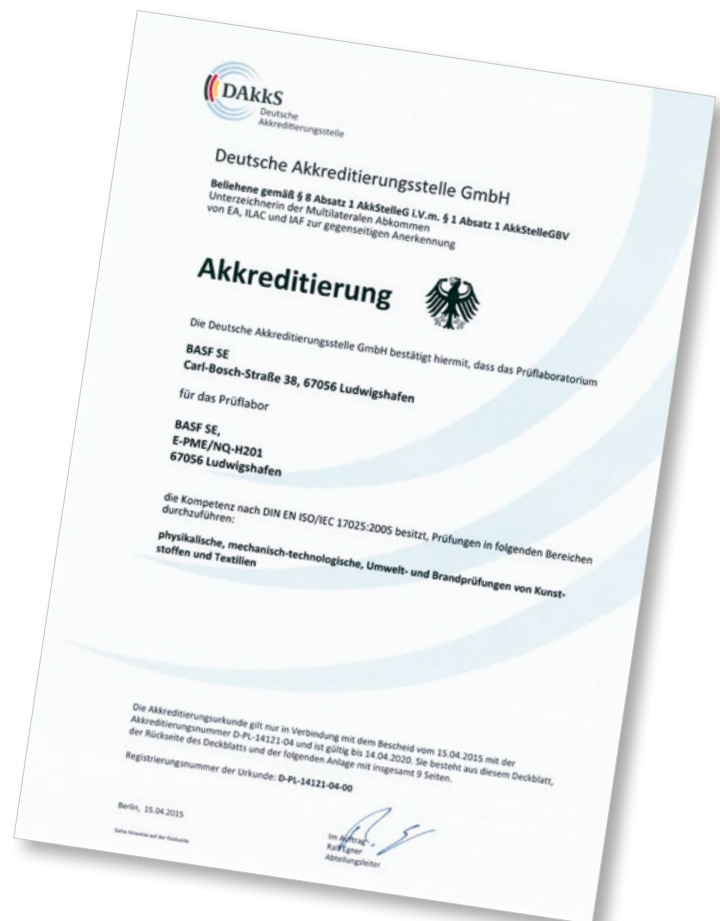 DAkkS
Deutsche
Akkreditierungsstelle
Deutsche Akkreditierungsstelle GmbH
Beliehene gemäß § 8 Absatz 1 AkkStelleG i.V.m. § 1 Absatz 1 AkkStelleGBV
Unterzeichnerin der Multilateralen Abkommen
von EA, ILAC und IAF zur gegenseitigen Anerkennung
Akkreditierung
Die Deutsche Akkreditierungsstelle GmbH bestätigt hiermit, dass das Prüflaboratorium
BASF SE
Carl-Bosch-Straße 38, 67056 Ludwigshafen
für das Prüflabor
BASF SE,
E-PME/NQ-H201
67056 Ludwigshafen
die Kompetenz nach DIN EN ISO/IEC 17025:2005 besitzt, Prüfungen in folgenden Bereichen
durchzuführen:
physikalische, mechanisch-technologische, Umwelt- und Brandprüfungen von Kunst-
stoffen und Textilien
Die Akkreditierungsurkunde gilt nur in Verbindung mit dem Bescheid vom 15.04.2015 mit der
Akkreditierungsnummer D-PL-14121-04 und ist gültig bis 14.04.2020. Sie besteht aus diesem Deckblatt,
der Rückseite des Deckblatts und der folgenden Anlage mit insgesamt 9 Seiten.
Registrierungsnummer der Urkunde: D-PL-14121-04-00
Berlin, 15.04.2015
Im Auftrag
Ralf Egner
Abteilungsleiter
Siehe Hinweise auf der Rückseite